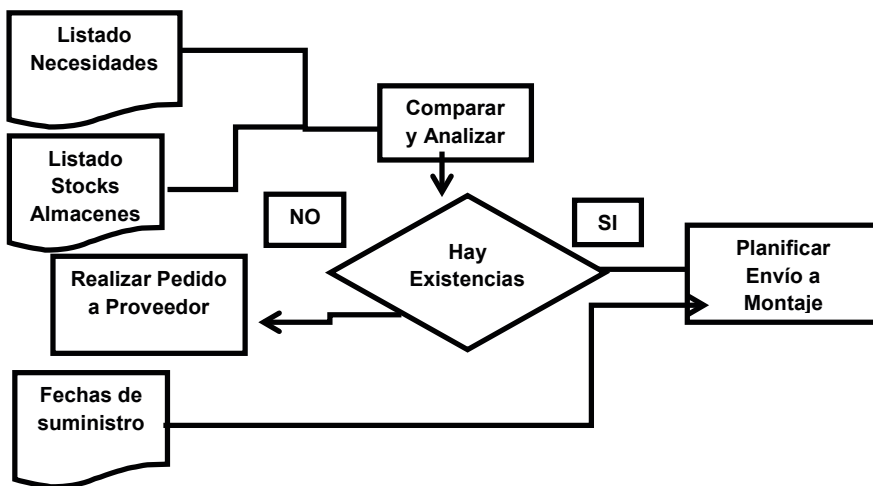 Listado
Necesidades
Comparar
y Analizar
Listado
Stocks
Almacenes
NO
SI
Hay
Existencias
Planificar
Envío a
Montaje
Realizar Pedido
a Proveedor
Fechas de
suministro